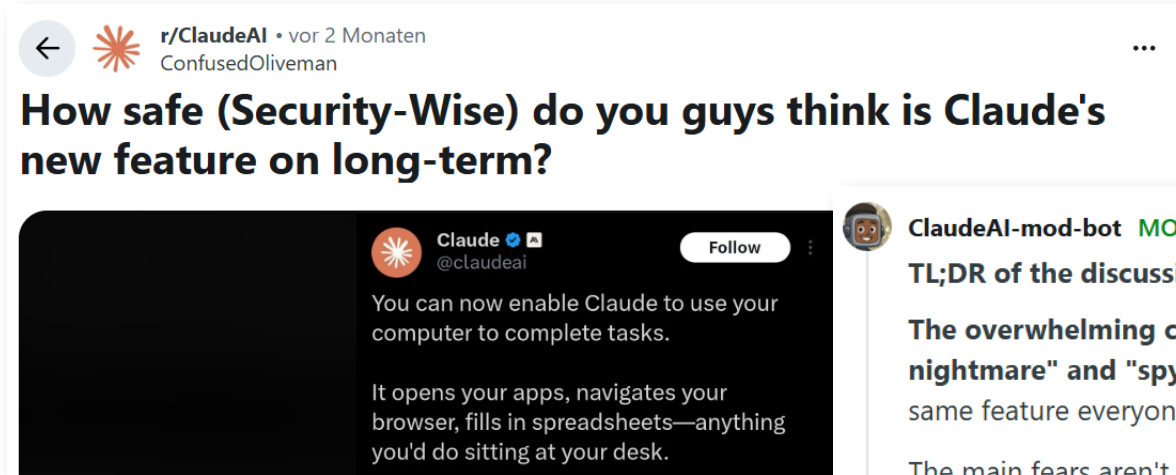 r/ClaudeAI • vor 2 Monaten
ConfusedOliveman
How safe (Security-Wise) do you guys think is Claude's
new feature on long-term?
Claude
@claudeai
Follow
You can now enable Claude to use your
computer to complete tasks.
It opens your apps, navigates your
browser, fills in spreadsheets—anything
you'd do sitting at your desk.
ClaudeAI-mod-bot
TL;DR of the
The overwhelming
nightmare" and
same feature
The main fears aren't